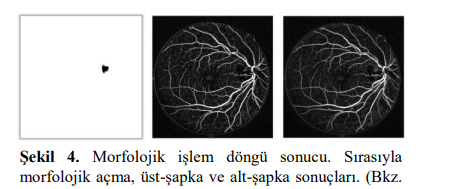 Şekil 4. Morfolojik işlem döngü sonucu. Sırasıyla
morfolojik açma, üst-şapka ve alt-şapka sonuçları. (Bkz.